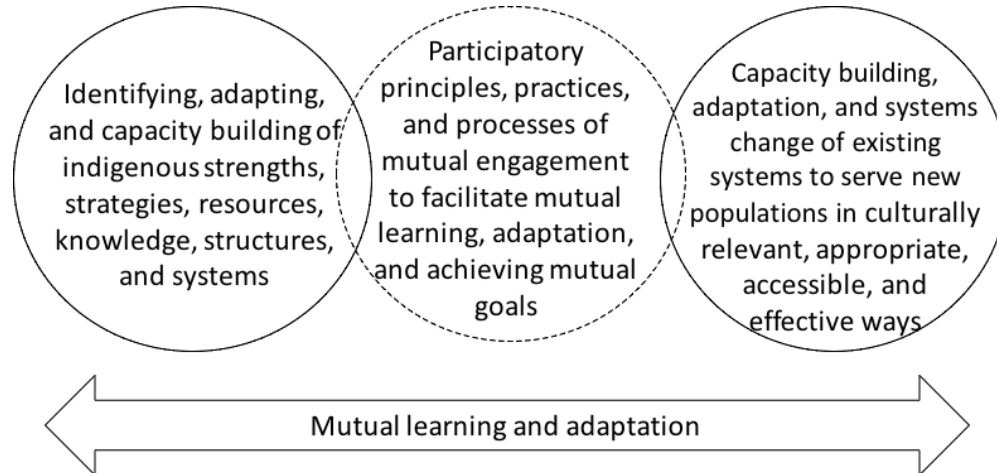 Identifying, adapting,
and capacity building of
indigenous strengths,
strategies, resources,
knowledge, structures,
and systems
Participatory
principles, practices,
and processes of
mutual engagement
to facilitate mutual
learning, adaptation,
and achieving mutual
goals
Capacity building,
adaptation, and systems
change of existing
systems to serve new
populations in culturally
relevant, appropriate,
accessible, and
effective ways
Mutual learning and adaptation